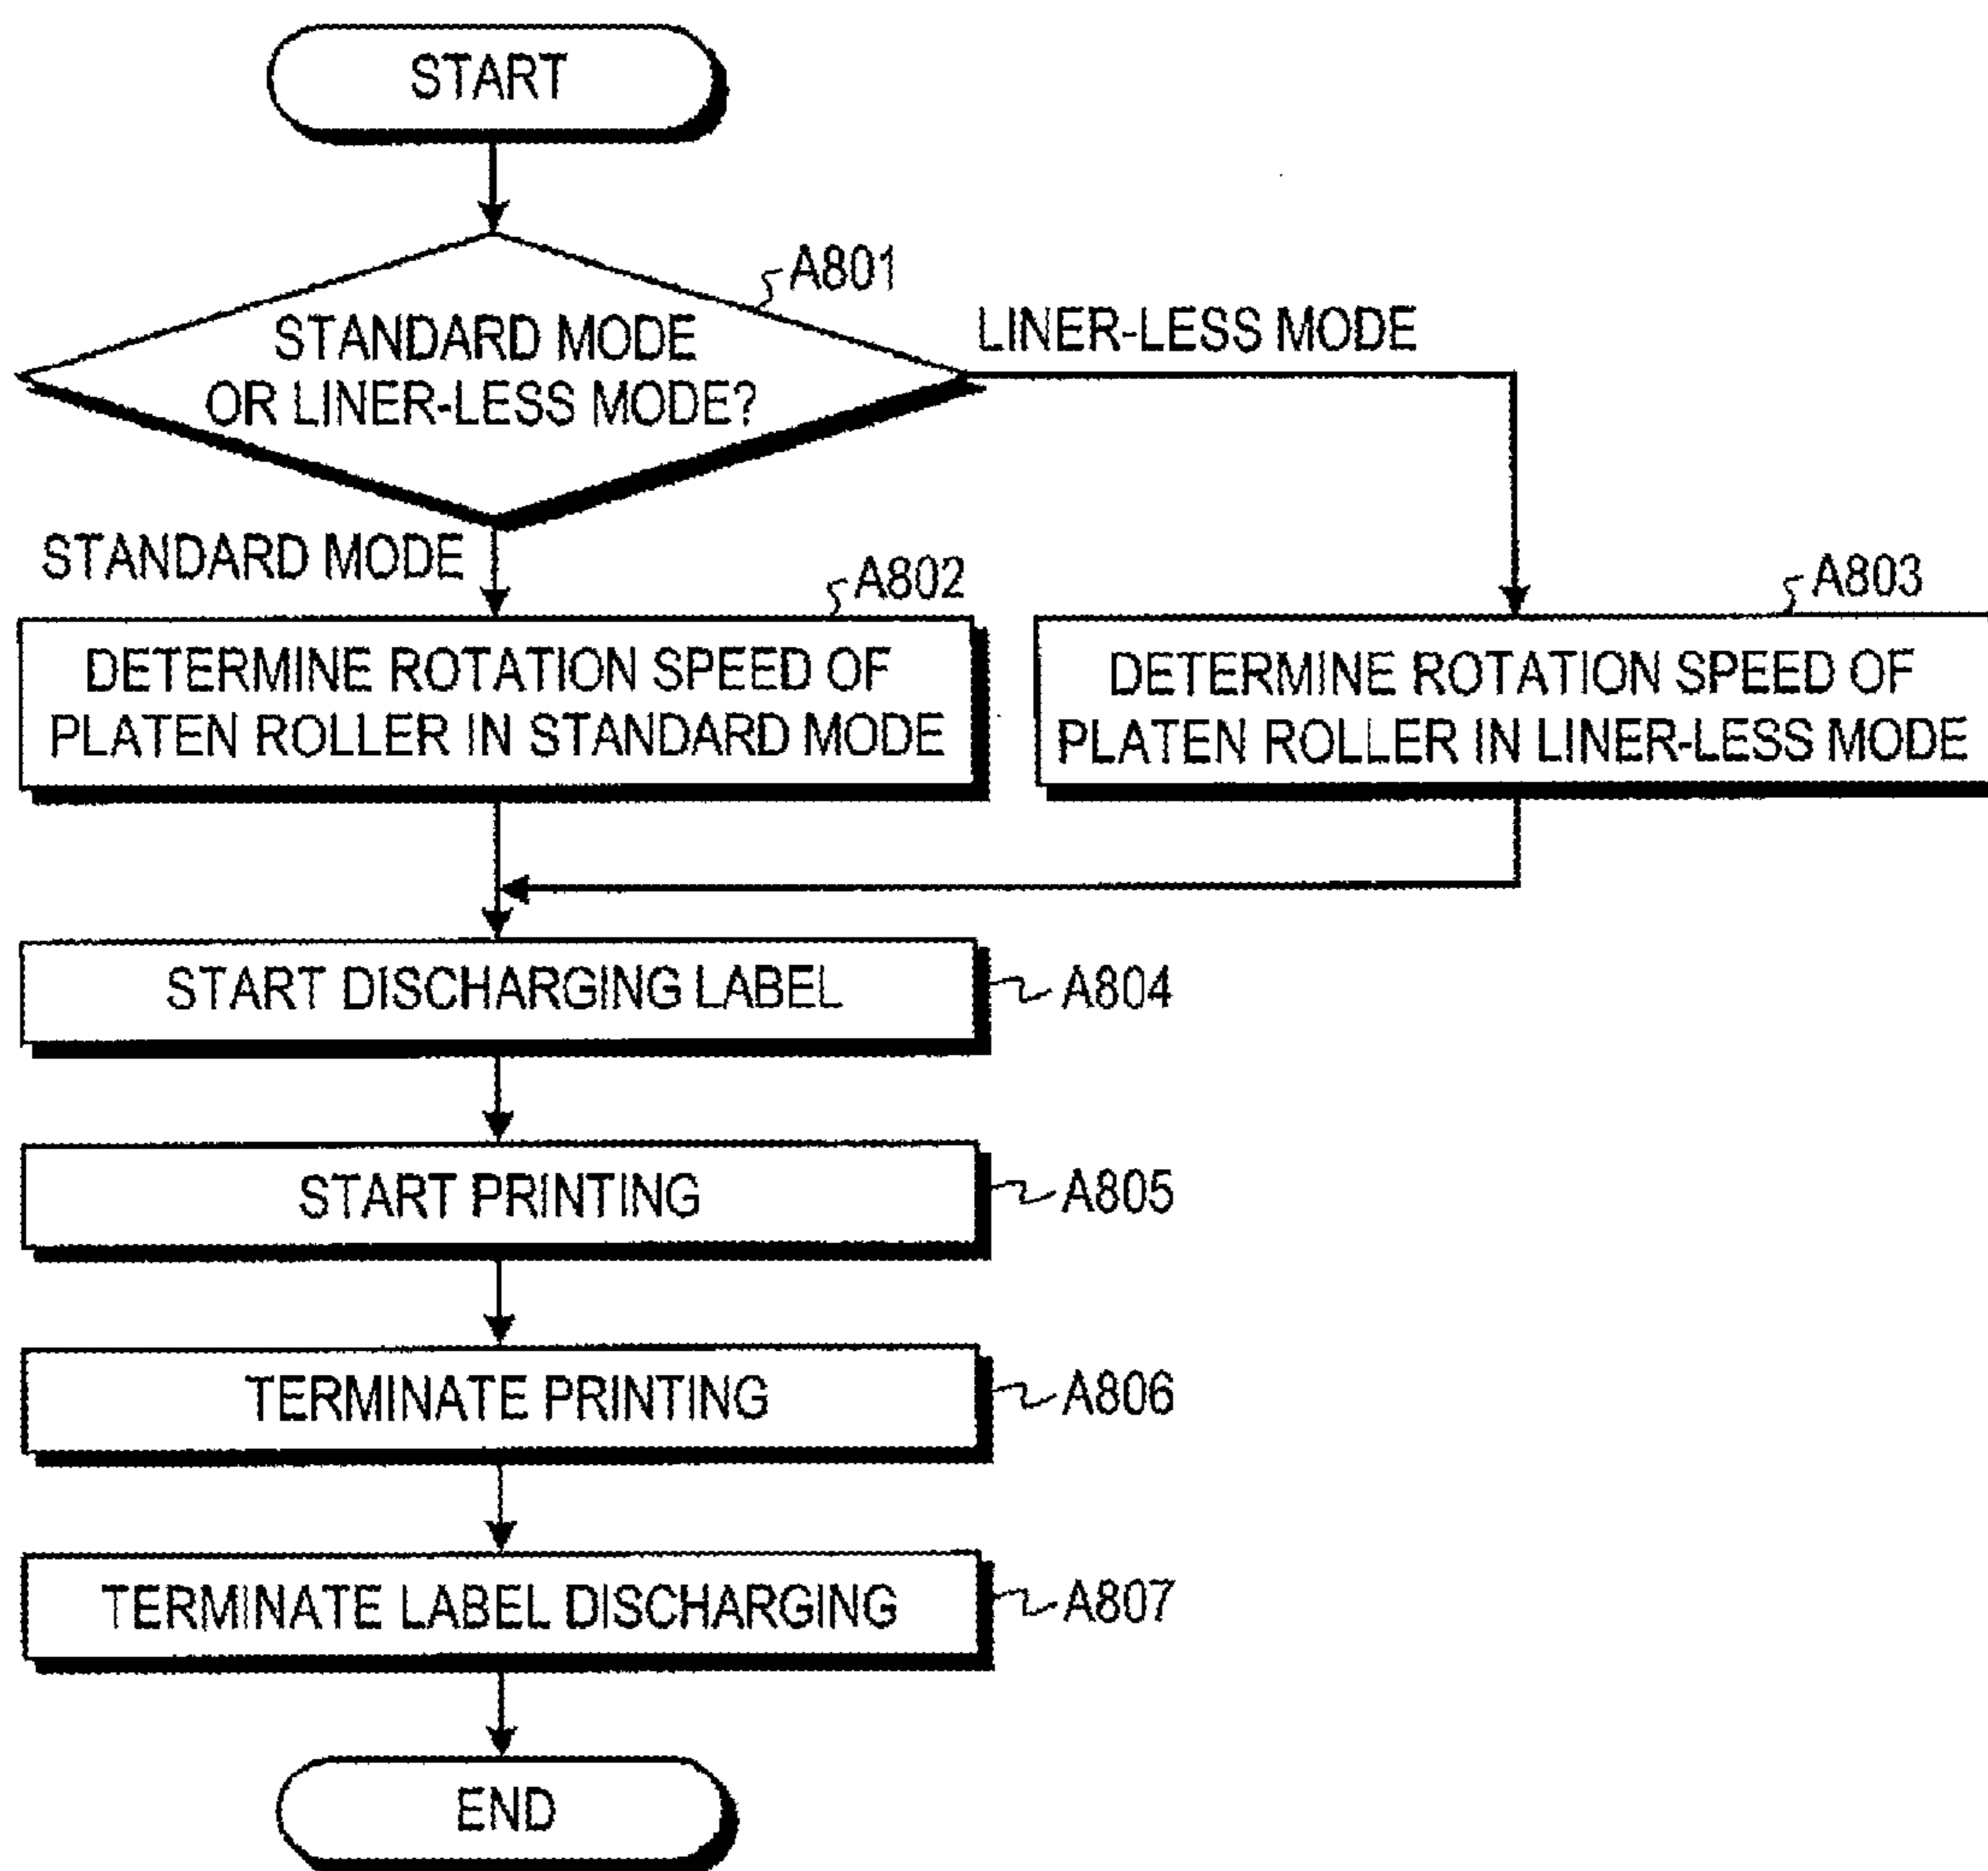 START
A801
STANDARD MODE
OR LINER-LESS MODE?
LINER-LESS MODE
STANDARD MODE
A802
DETERMINE ROTATION SPEED OF
PLATEN ROLLER IN STANDARD MODE
A803
DETERMINE ROTATION SPEED OF
PLATEN ROLLER IN LINER-LESS MODE
START DISCHARGING LABEL
A804
START PRINTING
A805
TERMINATE PRINTING
A806
TERMINATE LABEL DISCHARGING
A807
END